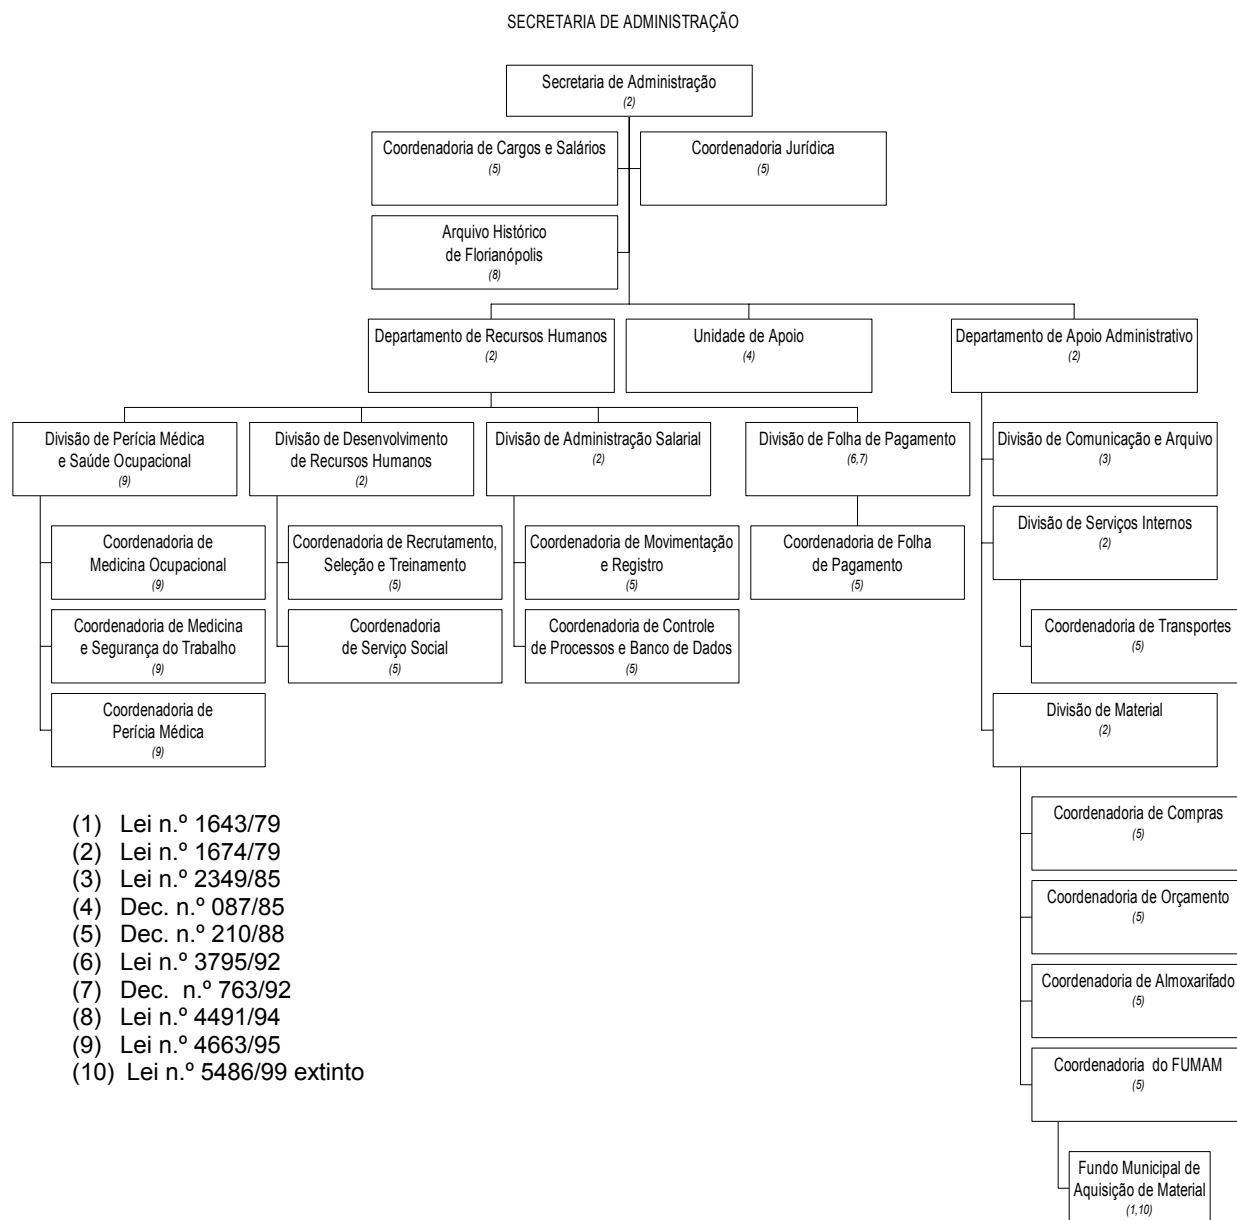 SECRETARIA DE ADMINISTRAÇÃO
Secretaria de Administração
(2)
Coordenadoria de Cargos e Salários
(5)
Coordenadoria Jurídica
(5)
Arquivo Histórico
de Florianópolis
(8)
Departamento de Recursos Humanos
(2)
Unidade de Apoio
(4)
Departamento de Apoio Administrativo
(2)
Divisão de Perícia Médica
e Saúde Ocupacional
(9)
Divisão de Desenvolvimento
de Recursos Humanos
(2)
Divisão de Administração Salarial
(2)
Divisão de Folha de Pagamento
(6,7)
Divisão de Comunicação e Arquivo
(3)
Coordenadoria de
Medicina Ocupacional
(9)
Coordenadoria de Recrutamento,
Seleção e Treinamento
(5)
Coordenadoria de Movimentação
e Registro
(5)
Coordenadoria de Folha
de Pagamento
(5)
Divisão de Serviços Internos
(2)
Coordenadoria de Medicina
e Segurança do Trabalho
(9)
Coordenadoria
de Serviço Social
(5)
Coordenadoria de Controle
de Processos e Banco de Dados
(5)
Coordenadoria de Transportes
(5)
Coordenadoria de
Perícia Médica
(9)
Divisão de Material
(2)
Coordenadoria de Compras
(5)
Coordenadoria de Orçamento
(5)
Coordenadoria de Almoxarifado
(5)
Coordenadoria do FUMAM
(5)
Fundo Municipal de
Aquisição de Material
(1,10)
(1) Lei n.º 1643/79
(2) Lei n.º 1674/79
(3) Lei n.º 2349/85
(4) Dec. n.º 087/85
(5) Dec. n.º 210/88
(6) Lei n.º 3795/92
(7) Dec. n.º 763/92
(8) Lei n.º 4491/94
(9) Lei n.º 4663/95
(10) Lei n.º 5486/99 extinto